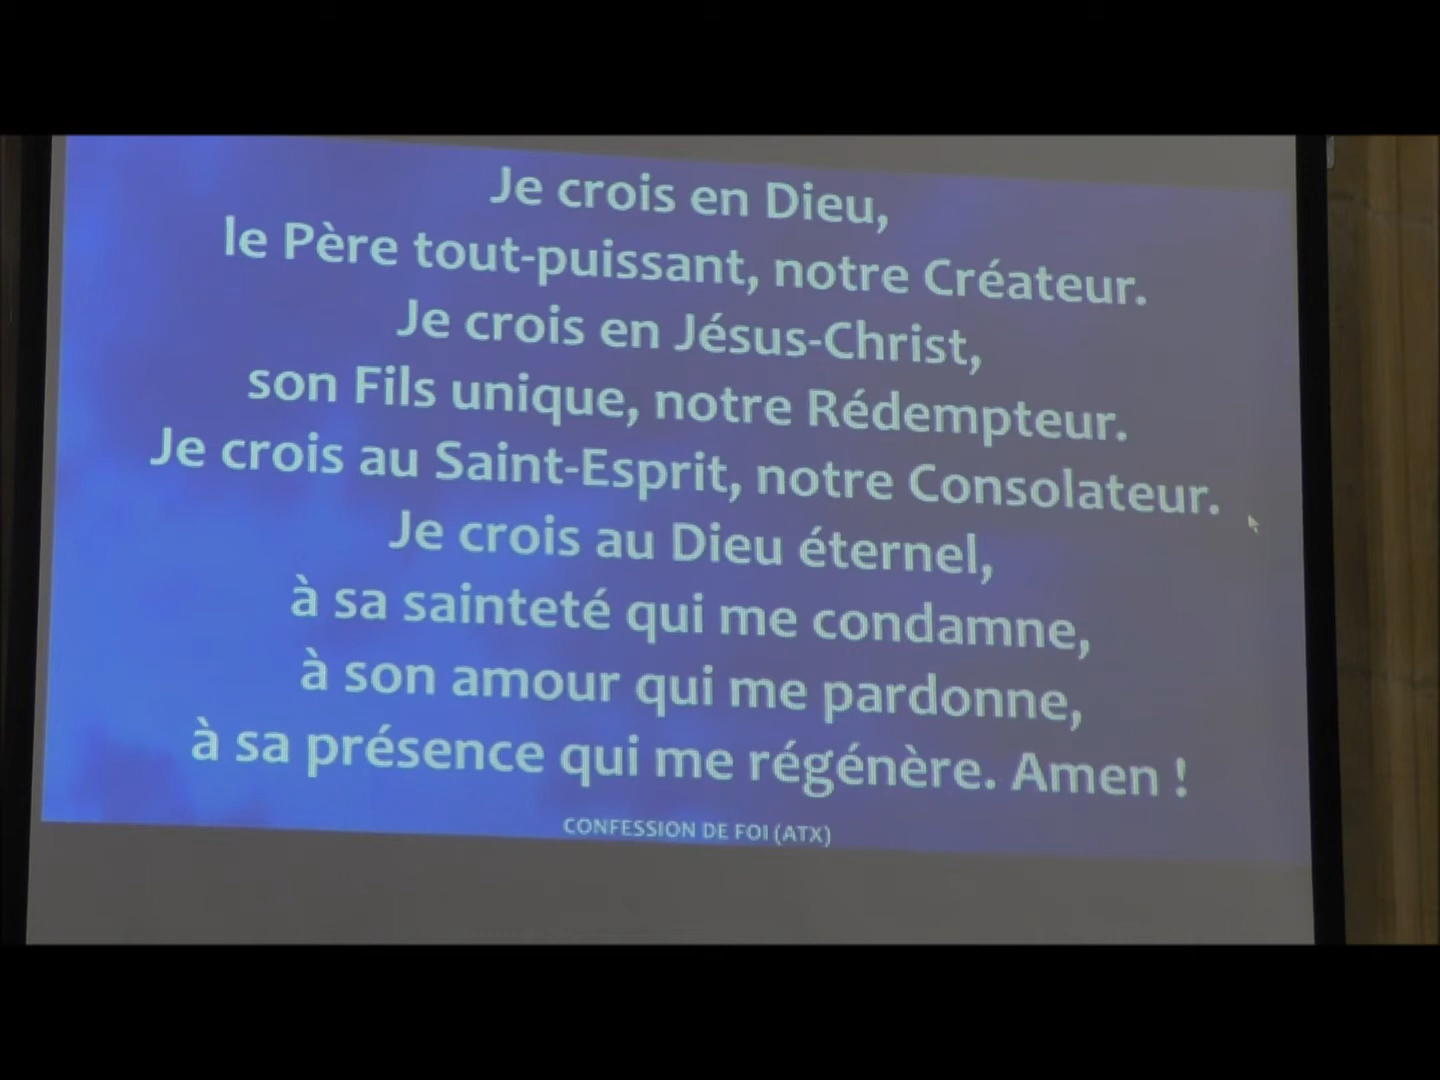 Je crois en Dieu,
le Père tout-puissant, notre Créateur.
Je crois en Jésus-Christ,
son Fils unique, notre Rédempteur.
Je crois au Saint-Esprit, notre Consolateur.
Je crois au Dieu éternel,
à sa sainteté qui me condamne,
à son amour qui me pardonne,
à sa présence qui me régénère. Amen !
CONFESSION DE FOI (ATX)